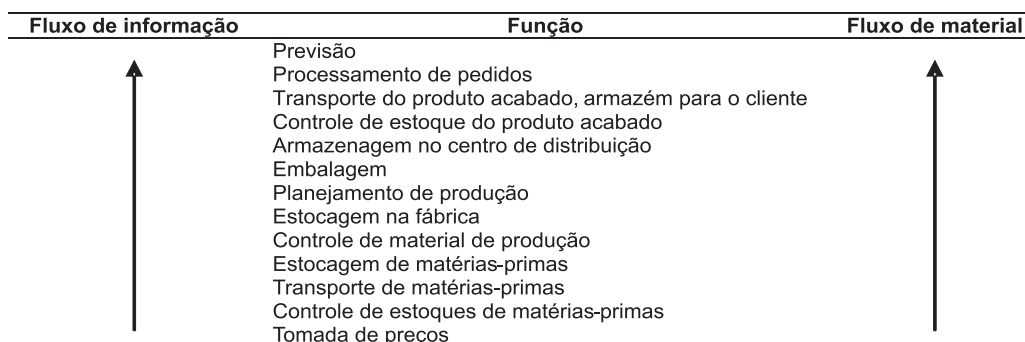 Fluxo de informação Função Fluxo de material
Previsão
Processamento de pedidos
Transporte do produto acabado, armazém para o cliente
Controle de estoque do produto acabado
Armazenagem no centro de distribuição
Embalagem
Planejamento de produção
Estocagem na fábrica
Controle de material de produção
Estocagem de matérias-primas
Transporte de matérias-primas
Controle de estoques de matérias-primas
Tomada de preços